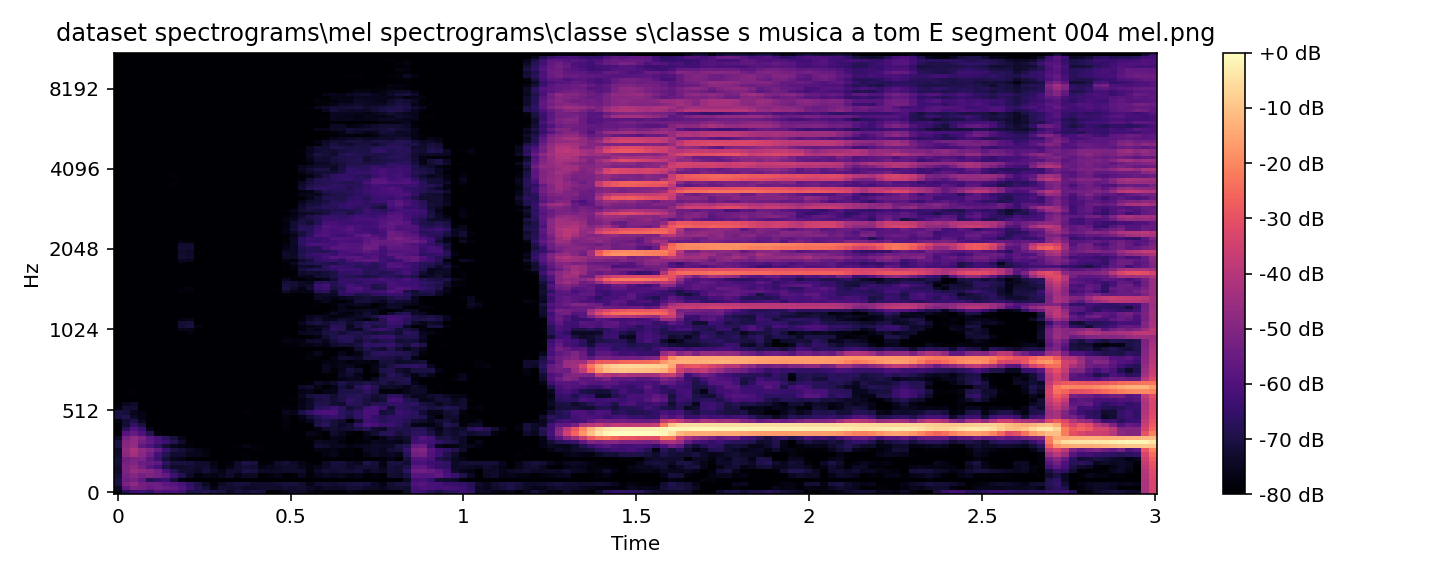 dataset spectrograms\mel spectrograms\classe s\classe s musica a tom E segment 004 mel.png
Hz
8192
4096
2048
1024
512
0
0
0.5
1
1.5
2
2.5
3
Time
+0 dB
-10 dB
-20 dB
-30 dB
-40 dB
-50 dB
-60 dB
-70 dB
-80 dB